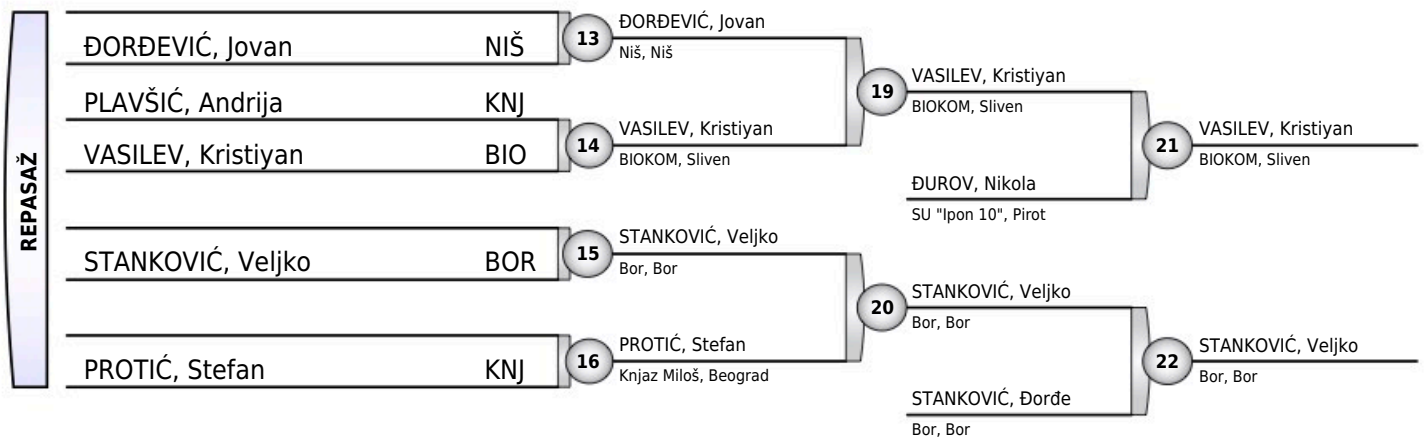 REPASAŽ
ĐORĐEVIĆ, Jovan NIŠ
PLAVŠIĆ, Andrija KNJ
VASILEV, Kristiyan BIO
STANKOVIĆ, Veljko BOR
PROTIĆ, Stefan KNJ
13
ĐORĐEVIĆ, Jovan
Niš, Niš
14
VASILEV, Kristiyan
BIOKOM, Sliven
15
STANKOVIĆ, Veljko
Bor, Bor
16
PROTIĆ, Stefan
Knjaz Miloš, Beograd
19
VASILEV, Kristiyan
BIOKOM, Sliven
ĐUROV, Nikola
SU "Ipon 10", Pirot
20
STANKOVIĆ, Veljko
Bor, Bor
STANKOVIĆ, Đorđe
Bor, Bor
21
VASILEV, Kristiyan
BIOKOM, Sliven
22
STANKOVIĆ, Veljko
Bor, Bor